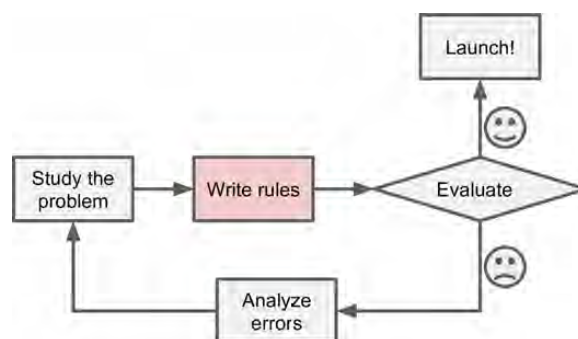 Launch!
Study the
problem
Write rules
Evaluate
Analyze
errors